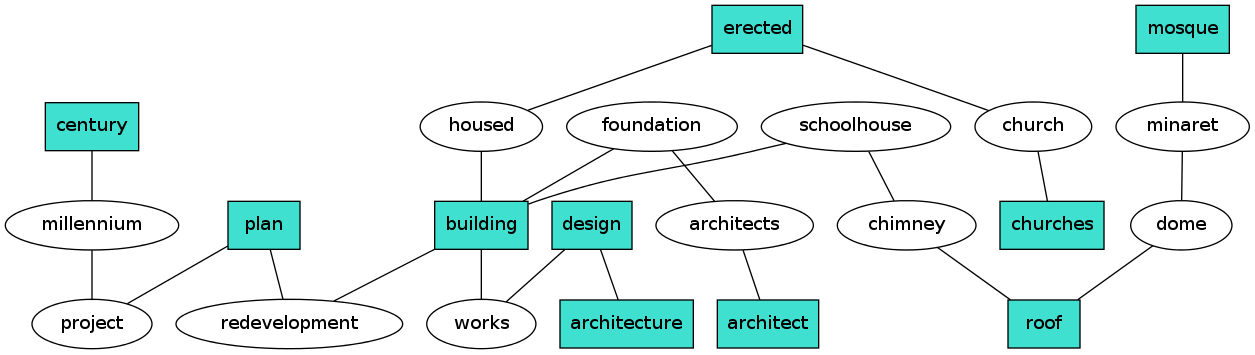 erected
mosque
century
housed
foundation
schoolhouse
church
minaret
millennium
plan
building
design
architects
chimney
churches
dome
project
redevelopment
works
architecture
architect
roof